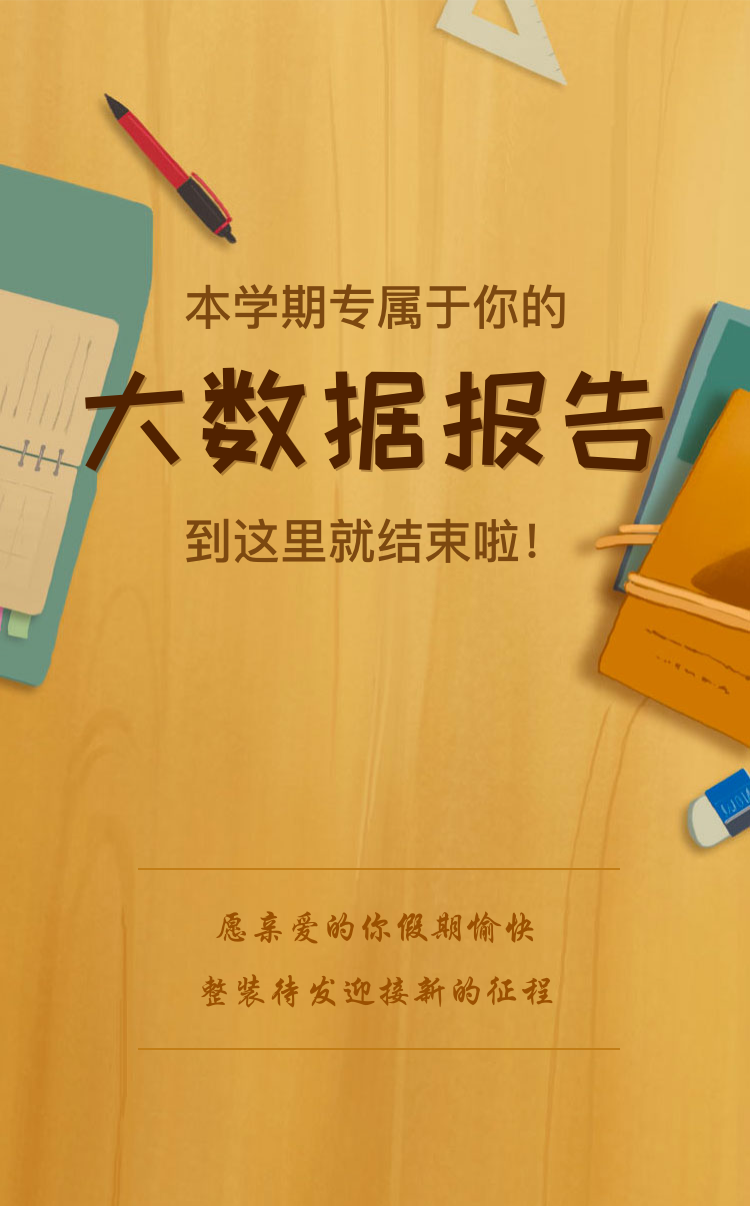 本学期专属于你的
大数据报告
到这里就结束啦！
愿亲爱的你假期愉快
整装待发迎接新的征程